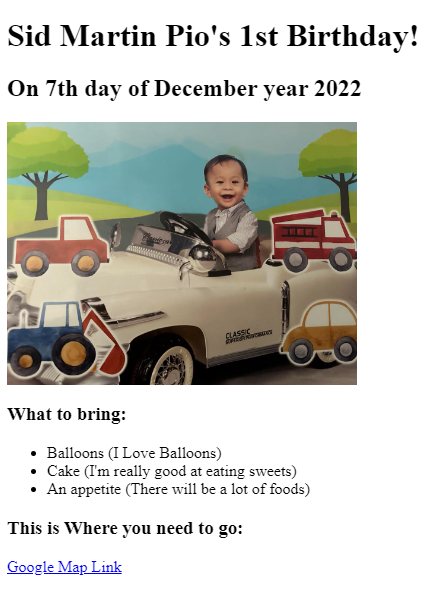 Sid Martin Pio's 1st Birthday!
On 7th day of December year 2022
CLASSIC
What to bring:
Balloons (I Love Balloons)
Cake (I'm really good at eating sweets)
An appetite (There will be a lot of foods)
This is Where you need to go:
Google Map Link